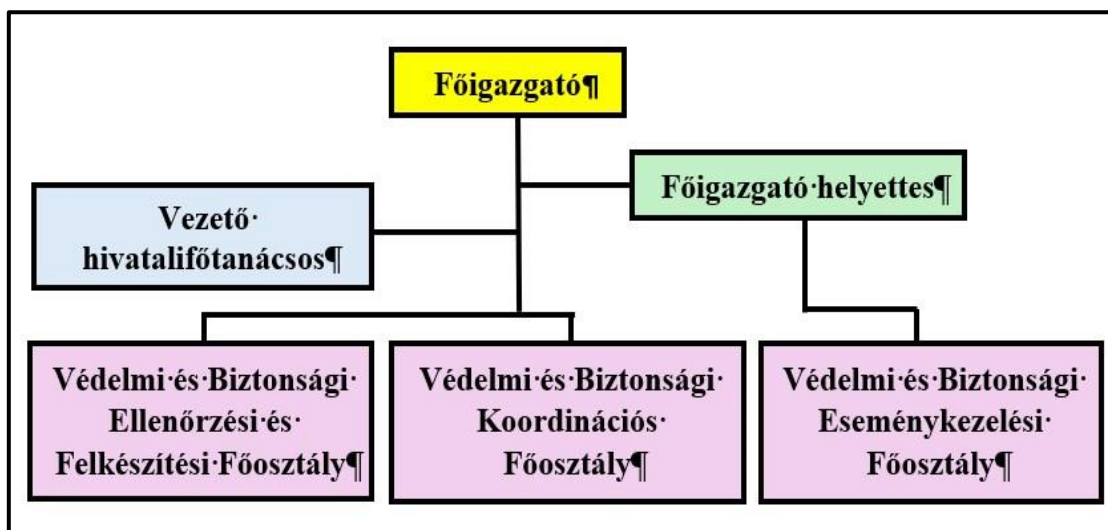 Főigazgató¶
Főigazgató·helyettes¶
Vezető·
hivatalifőtanácsos¶
Védelmi·és·Biztonsági·
Ellenőrzési·és·
Felkészítési·Főosztály¶
Védelmi·és·Biztonsági·
Koordinációs·
Főosztály¶
Védelmi·és·Biztonsági·
Eseménykezelési·
Főosztály¶